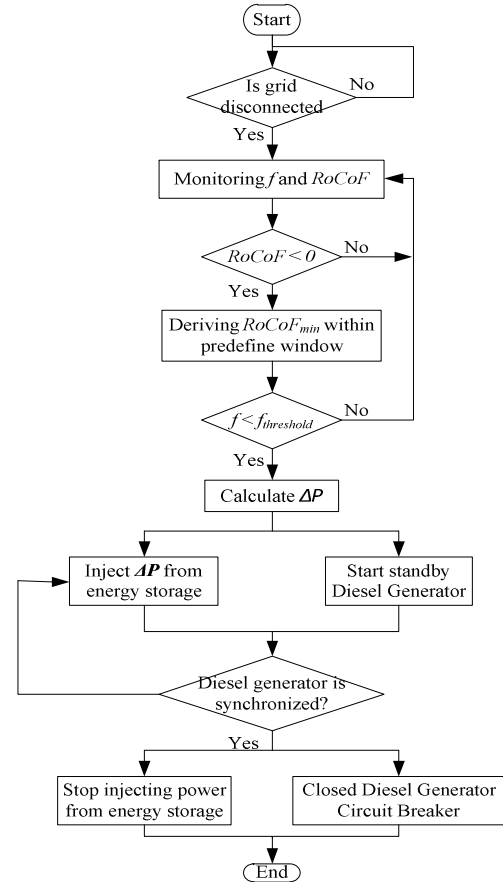 Start
Is grid
disconnected
No
Yes
Monitoring f and RoCoF
RoCoF < 0
No
Yes
Deriving RoCoFmin within
predefine window
f < fthreshold
No
Yes
Calculate ΔP
Inject ΔP from
energy storage
Start standby
Diesel Generator
Diesel generator is
synchronized?
Yes
Stop injecting power
from energy storage
Closed Diesel Generator
Circuit Breaker
End